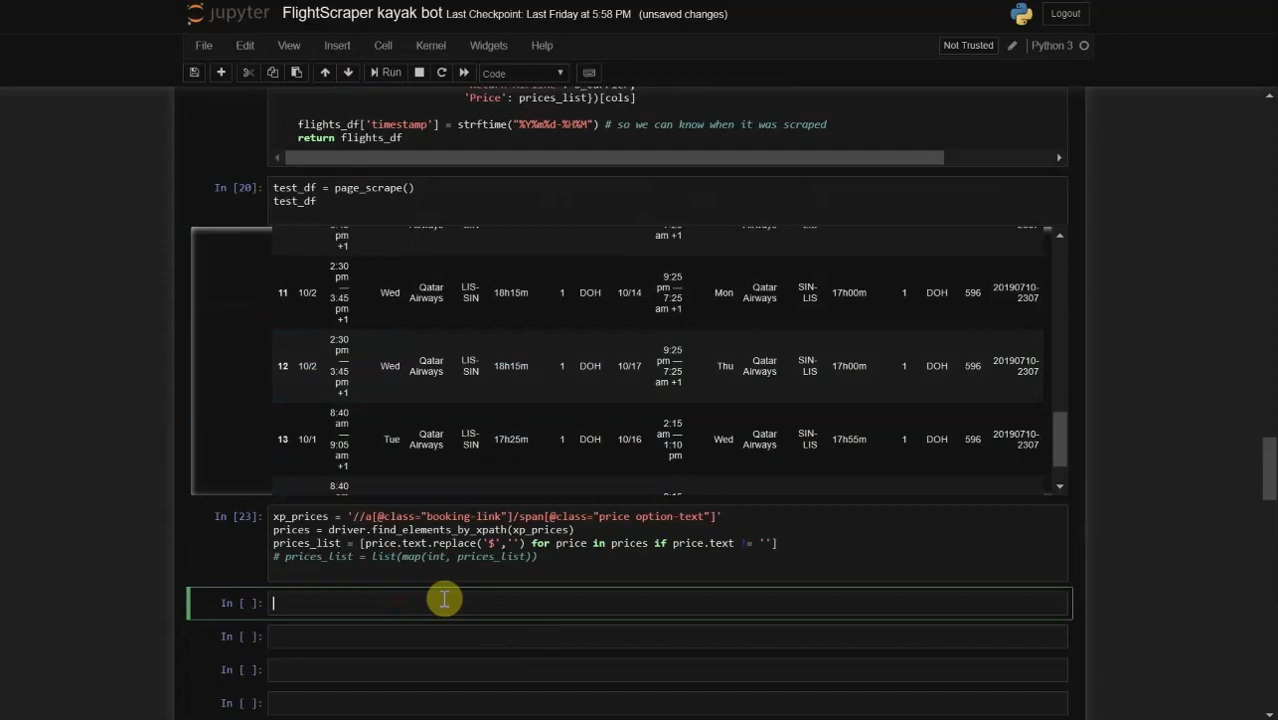 jupyter FlightScraper kayak bot Last Checkpoint: Last Friday at 5:58 PM (unsaved changes) Logout
File Edit View Insert Cell Kernel Widgets Help Not Trusted Python 3
Run Code
'Price': prices_list})[cols]
flights_df['timestamp'] = strftime("%Y%m%d-%H%M") # so we can know when it was scraped
return flights_df
In [20]: test_df = page_scrape()
test_df
pm
+1
am +1
11 10/2 2:30 pm — 3:45 pm +1 Wed Qatar Airways LIS-SIN 18h15m 1 DOH 10/14 9:25 pm — 7:25 am +1 Mon Qatar Airways SIN-LIS 17h00m 1 DOH 596 20190710-2307
12 10/2 2:30 pm — 3:45 pm +1 Wed Qatar Airways LIS-SIN 18h15m 1 DOH 10/17 9:25 pm — 7:25 am +1 Thu Qatar Airways SIN-LIS 17h00m 1 DOH 596 20190710-2307
13 10/1 8:40 am — 9:05 am +1 Tue Qatar Airways LIS-SIN 17h25m 1 DOH 10/16 2:15 am — 1:10 pm Wed Qatar Airways SIN-LIS 17h55m 1 DOH 596 20190710-2307
8:40
In [23]: xp_prices = '//a[@class="booking-link"]/span[@class="price option-text"]'
prices = driver.find_elements_by_xpath(xp_prices)
prices_list = [price.text.replace('$','') for price in prices if price.text != '']
# prices_list = list(map(int, prices_list))
In [ ]:
In [ ]:
In [ ]:
In [ ]: